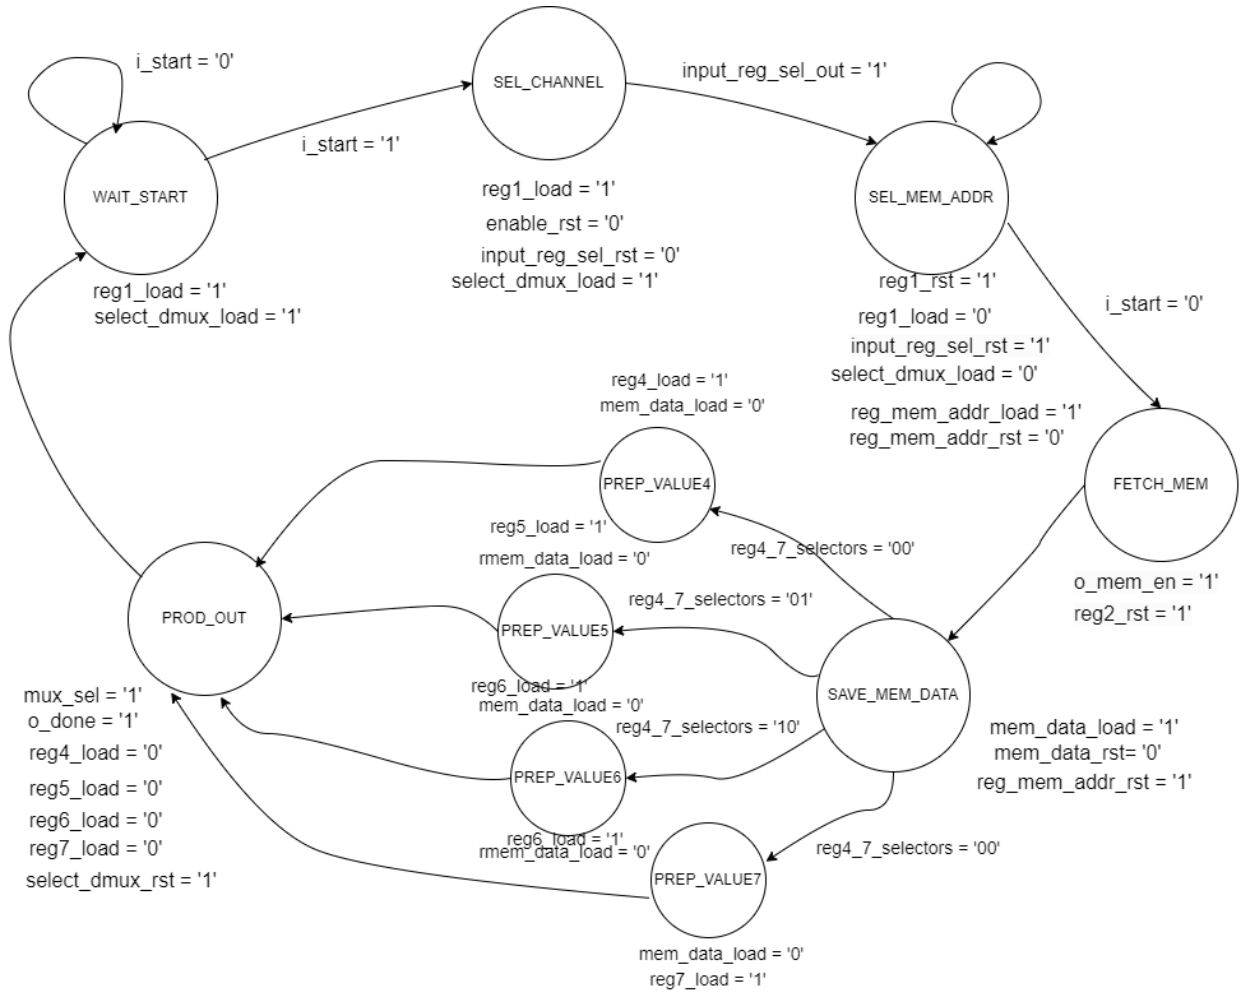 i_start = '0'
i_start = '1'
WAIT_START
reg1_load = '1'
select_dmux_load = '1'
SEL_CHANNEL
reg1_load = '1'
enable_rst = '0'
input_reg_sel_rst = '0'
select_dmux_load = '1'
input_reg_sel_out = '1'
SEL_MEM_ADDR
reg1_rst = '1'
reg1_load = '0'
input_reg_sel_rst = '1'
select_dmux_load = '0'
reg_mem_addr_load = '1'
reg_mem_addr_rst = '0'
i_start = '0'
FETCH_MEM
o_mem_en = '1'
reg2_rst = '1'
reg4_load = '1'
mem_data_load = '0'
PREP_VALUE4
reg4_7_selectors = '00'
reg5_load = '1'
rmem_data_load = '0'
PREP_VALUE5
reg4_7_selectors = '01'
reg6_load = '1'
mem_data_load = '0'
reg4_7_selectors = '10'
PREP_VALUE6
reg6_load = '1'
rmem_data_load = '0'
SAVE_MEM_DATA
mem_data_load = '1'
mem_data_rst= '0'
reg_mem_addr_rst = '1'
reg4_7_selectors = '00'
PREP_VALUE7
mem_data_load = '0'
reg7_load = '1'
PROD_OUT
mux_sel = '1'
o_done = '1'
reg4_load = '0'
reg5_load = '0'
reg6_load = '0'
reg7_load = '0'
select_dmux_rst = '1'